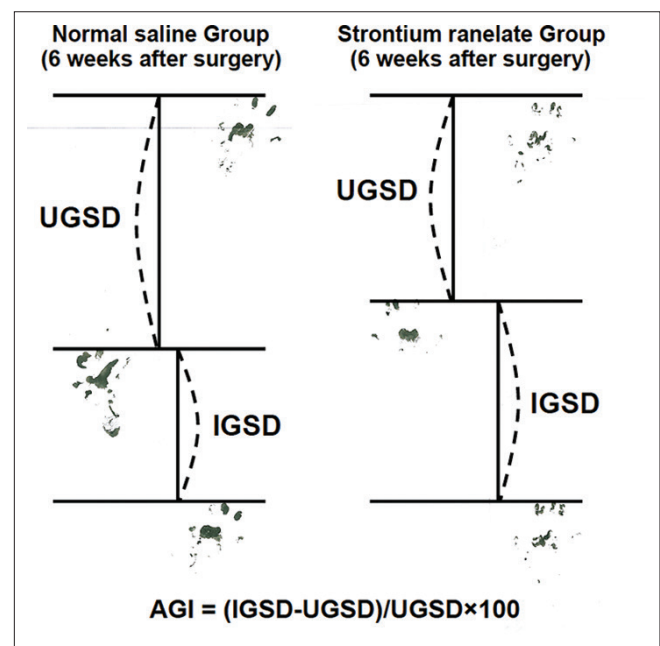 Normal saline Group
(6 weeks after surgery)
Strontium ranelate Group
(6 weeks after surgery)
UGSD
UGSD
IGSD
IGSD
AGI = (IGSD-UGSD)/UGSD×100